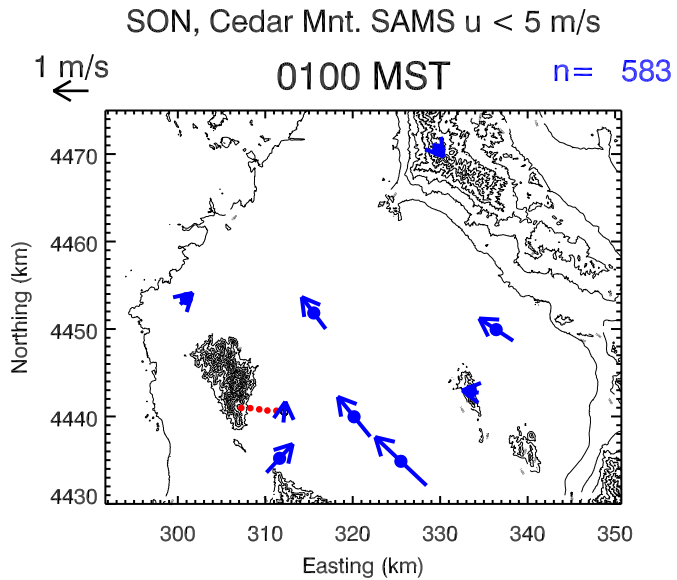 SON, Cedar Mnt. SAMS u < 5 m/s
1 m/s
0100 MST
n= 583
4470
4460
4450
4440
4430
Northing (km)
300 310 320 330 340 350
Easting (km)